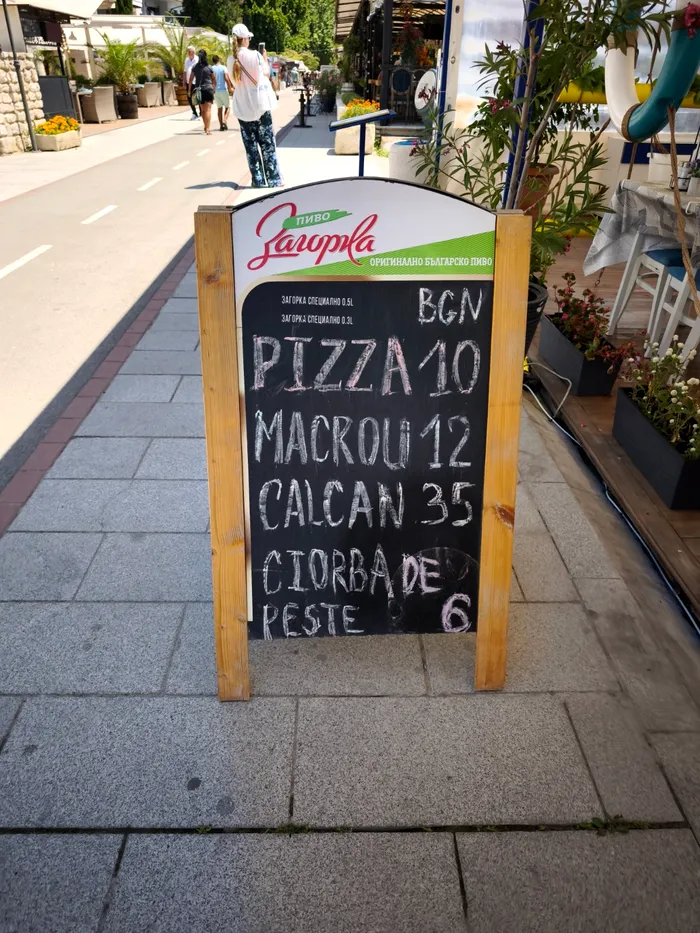 ПИВО
Загорка
ОРИГИНАЛНО БЪЛГАРСКО ПИВО
ЗАГОРКА СПЕЦИАЛНО 0.5L
ЗАГОРКА СПЕЦИАЛНО 0.3L
BGN
PIZZA 10
MACROU 12
CALCAN 35
CIORBA DE
PESTE 6